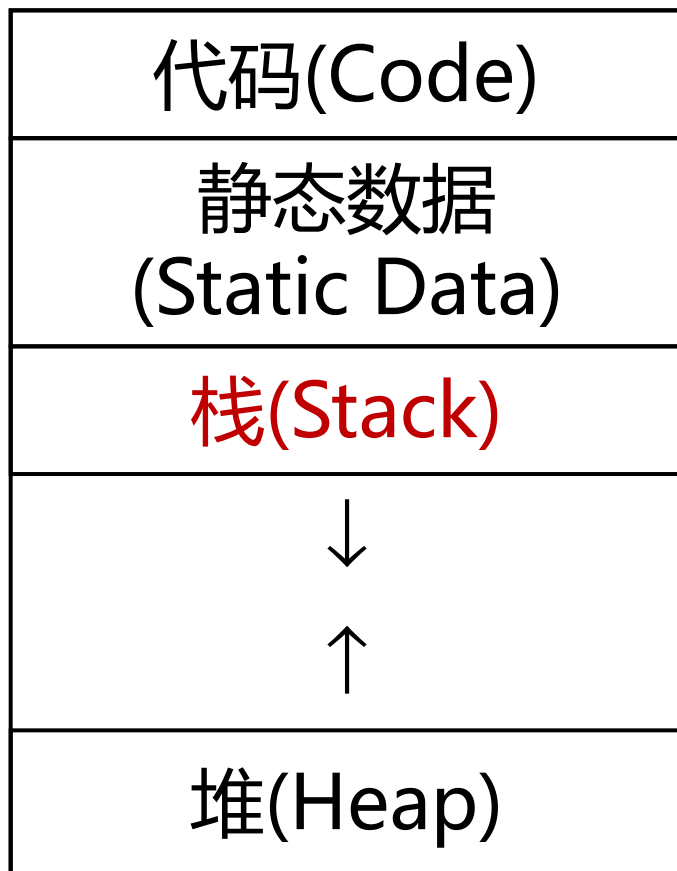 代码(Code)
静态数据
(Static Data)
栈(Stack)
↓
↑
堆(Heap)